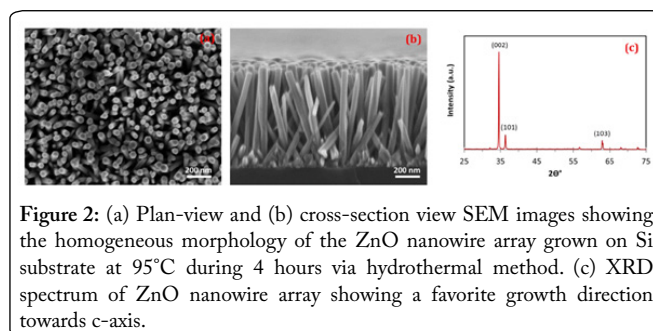 (a)
(b)
(c)
(002)
(101)
(103)
Intensity (a.u.)
200 nm
200 nm
25 35 45 55 65 75
2Θ°
Figure 2: (a) Plan-view and (b) cross-section view SEM images showing
the homogeneous morphology of the ZnO nanowire array grown on Si
substrate at 95°C during 4 hours via hydrothermal method. (c) XRD
spectrum of ZnO nanowire array showing a favorite growth direction
towards c-axis.